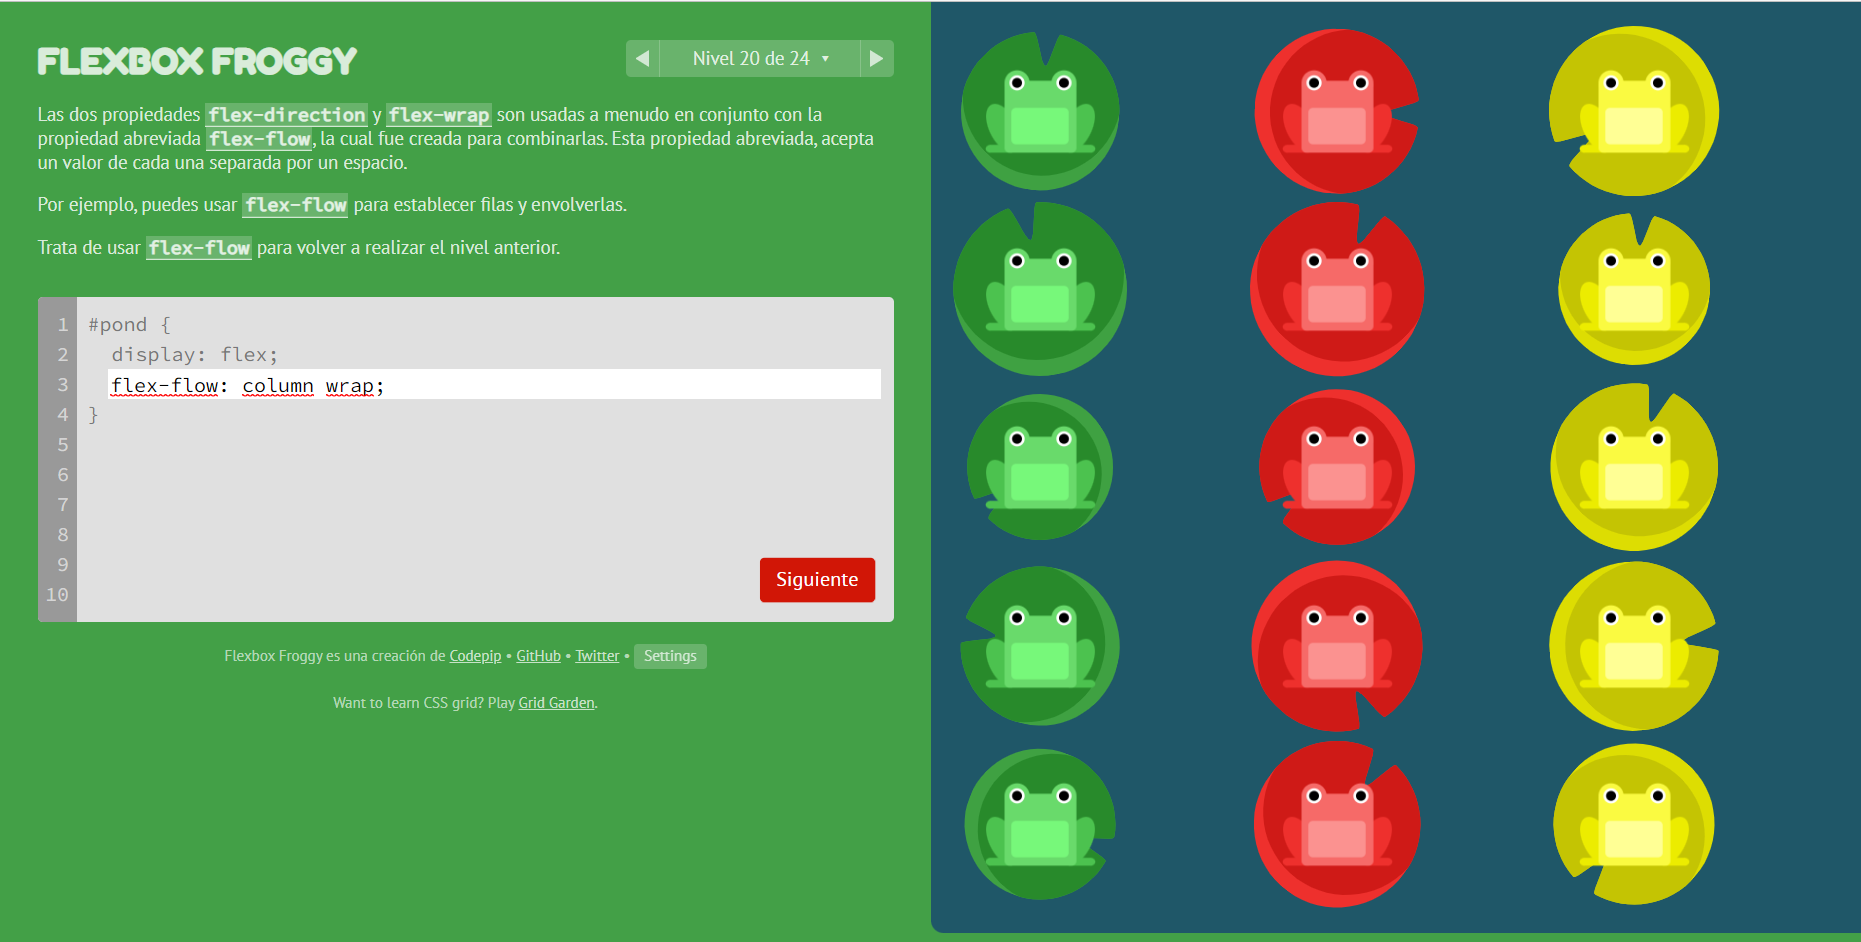 FLEXBOX FROGGY
Nivel 20 de 24
Las dos propiedades flex-direction y flex-wrap son usadas a menudo en conjunto con la
propiedad abreviada flex-flow, la cual fue creada para combinarlas. Esta propiedad abreviada, acepta
un valor de cada una separada por un espacio.
Por ejemplo, puedes usar flex-flow para establecer filas y envolverlas.
Trata de usar flex-flow para volver a realizar el nivel anterior.
1 #pond {
2 display: flex;
3 flex-flow: column wrap;
4 }
5
6
7
8
9
10
Siguiente
Flexbox Froggy es una creación de Codepip • GitHub • Twitter • Settings
Want to learn CSS grid? Play Grid Garden.